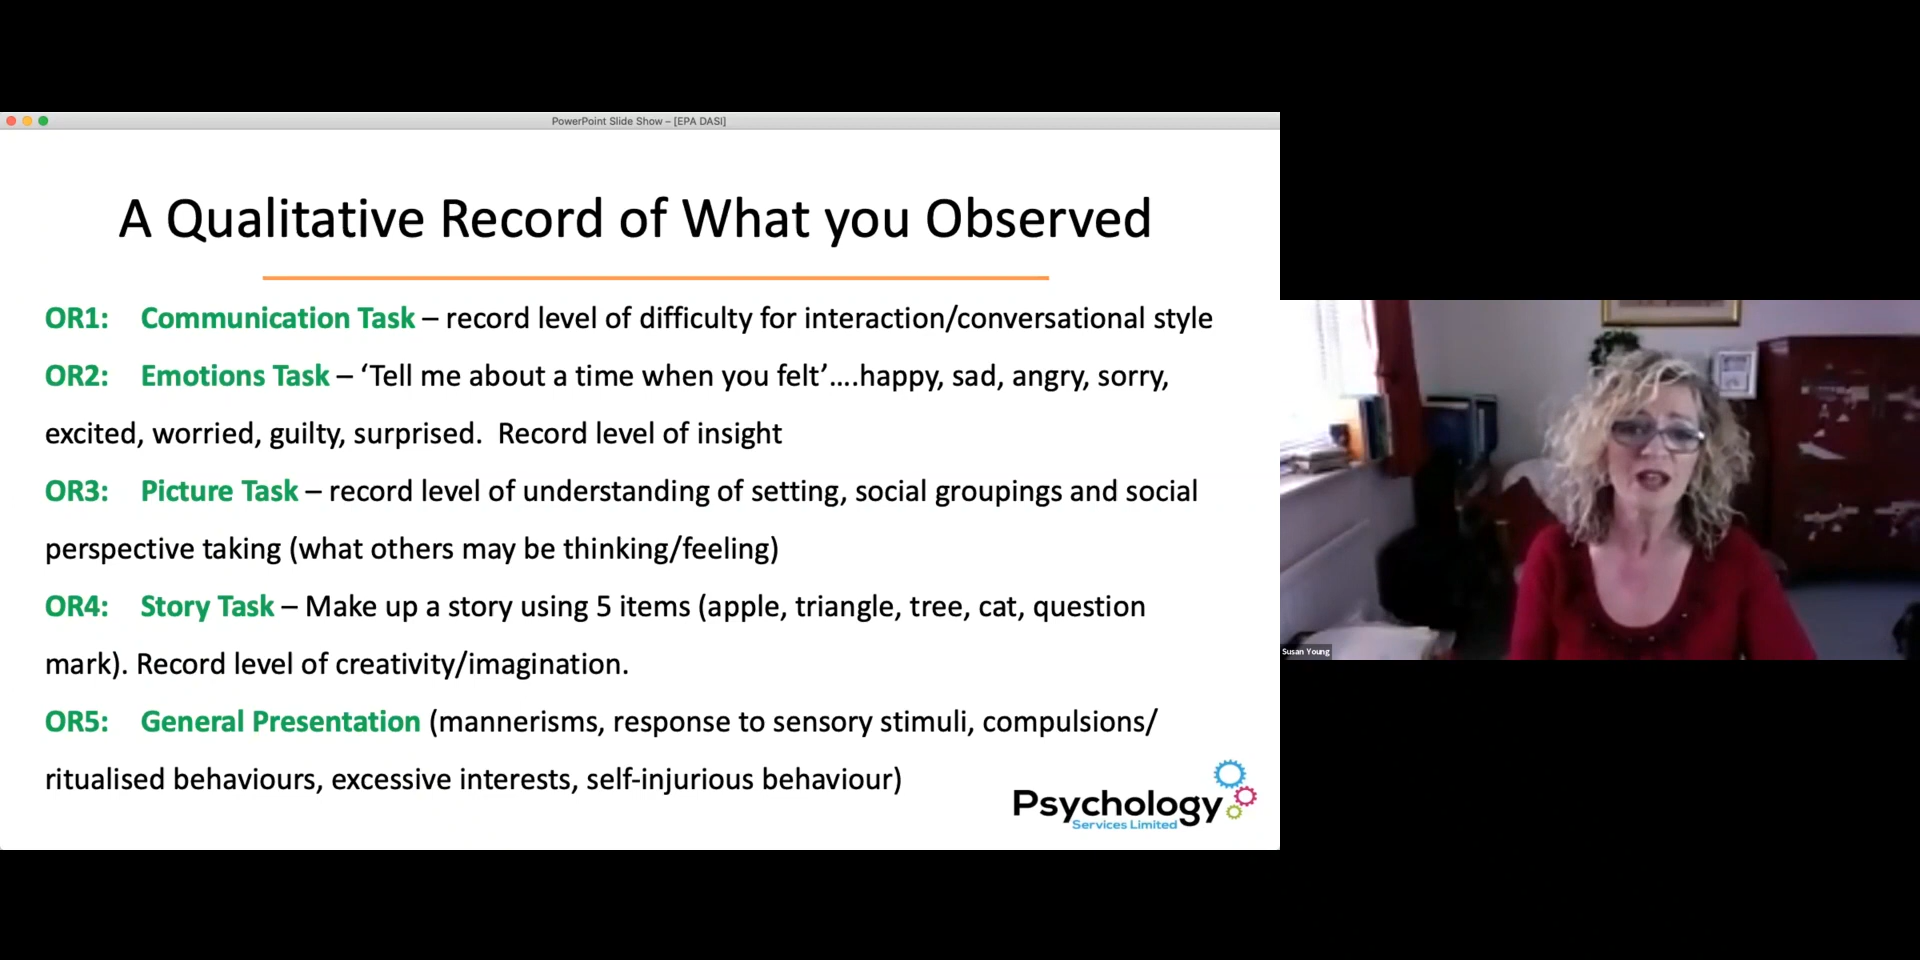 PowerPoint Slide Show – [EPA DASI]
A Qualitative Record of What you Observed
OR1: Communication Task – record level of difficulty for interaction/conversational style
OR2: Emotions Task – ‘Tell me about a time when you felt’....happy, sad, angry, sorry,
excited, worried, guilty, surprised. Record level of insight
OR3: Picture Task – record level of understanding of setting, social groupings and social
perspective taking (what others may be thinking/feeling)
OR4: Story Task – Make up a story using 5 items (apple, triangle, tree, cat, question
mark). Record level of creativity/imagination.
OR5: General Presentation (mannerisms, response to sensory stimuli, compulsions/
ritualised behaviours, excessive interests, self-injurious behaviour)
Psychology
Services Limited
Susan Young